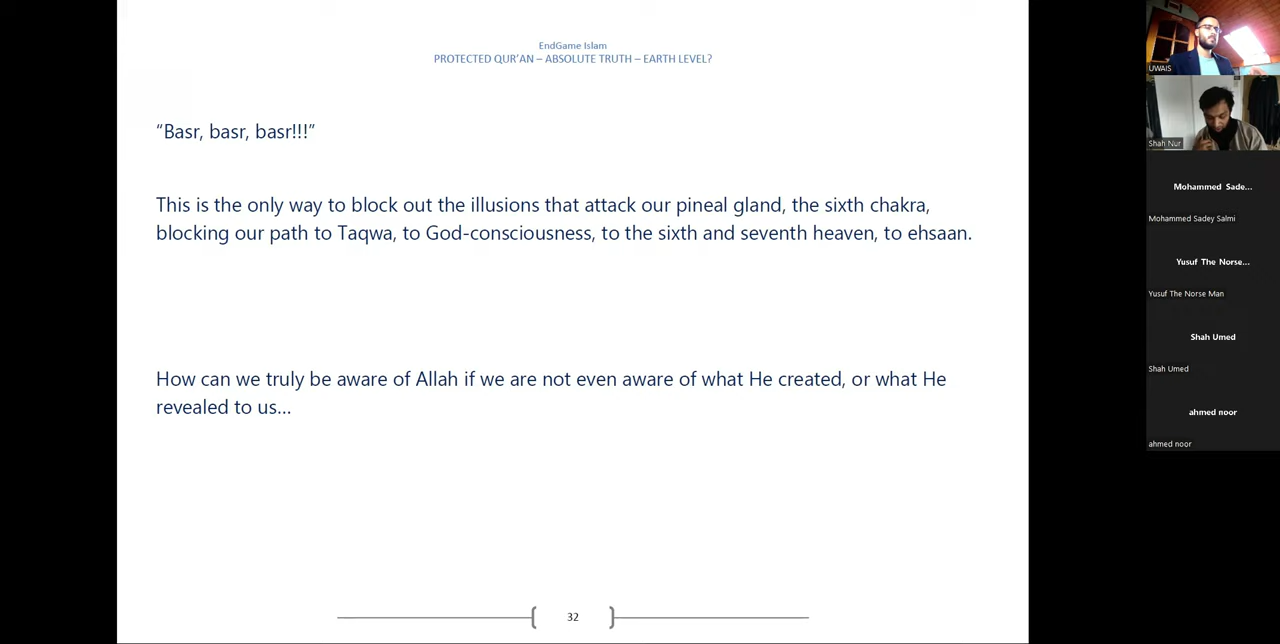 EndGame Islam
PROTECTED QUR'AN – ABSOLUTE TRUTH – EARTH LEVEL?
“Basr, basr, basr!!!”
This is the only way to block out the illusions that attack our pineal gland, the sixth chakra,
blocking our path to Taqwa, to God-consciousness, to the sixth and seventh heaven, to ehsaan.
How can we truly be aware of Allah if we are not even aware of what He created, or what He
revealed to us...
32
UWAIS
Shah Nur
Mohammed Sade...
Mohammed Sadey Salmi
Yusuf The Norse...
Yusuf The Norse Man
Shah Umed
Shah Umed
ahmed noor
ahmed noor